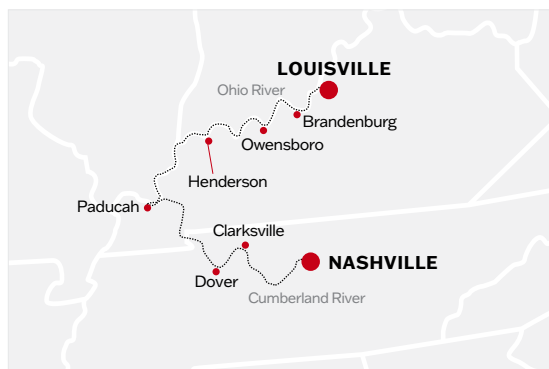 LOUISVILLE
Ohio River
Brandenburg
Owensboro
Henderson
Paducah
Clarksville
NASHVILLE
Dover
Cumberland River